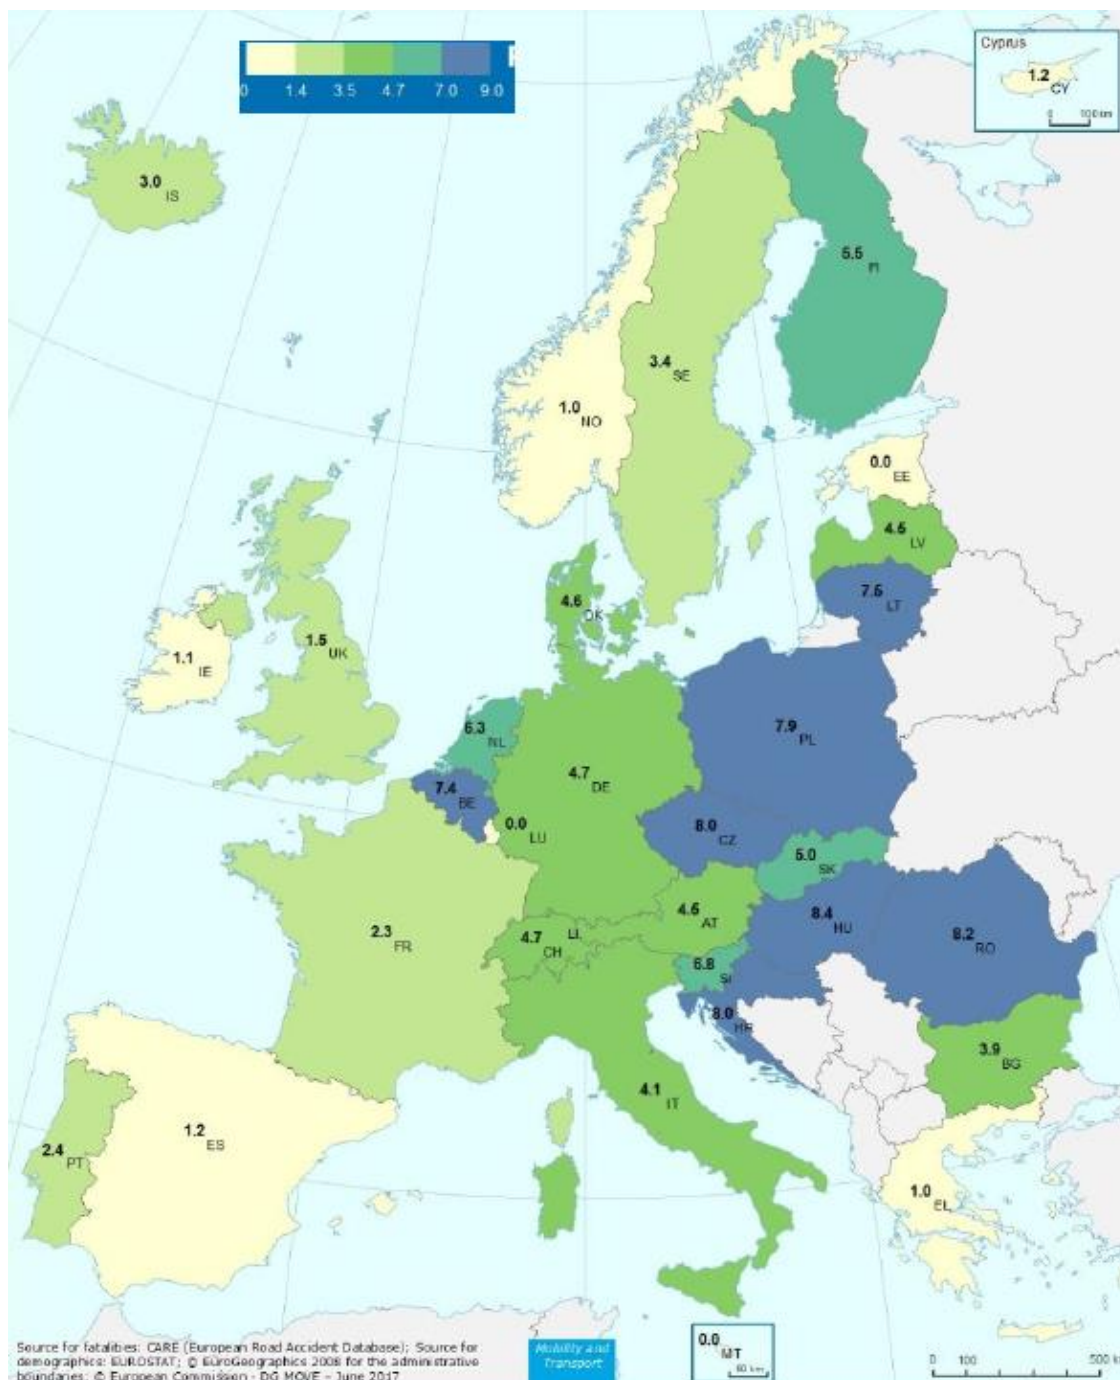 0 1.4 3.5 4.7 7.0 9.0
Cyprus
1.2 CY
0 100 km
3.0 IS
5.5 FI
3.4 SE
1.0 NO
0.0 EE
4.5 LV
7.5 LT
4.6 DK
1.1 IE
1.5 UK
6.3 NL
7.9 PL
7.4 BE
4.7 DE
0.0 LU
8.0 CZ
5.0 SK
4.5 AT
8.4 HU
8.2 RO
2.3 FR
4.7 CH
LI
6.8 SI
8.0 HR
3.9 BG
4.1 IT
1.2 ES
2.4 PT
1.0 EL
0.0 MT
60 km
Source for fatalities: CARE (European Road Accident Database); Source for
demographics: EUROSTAT; © EuroGeographics 2008 for the administrative
boundaries; © European Commission - DG MOVE – June 2017
Mobility and
Transport
0 100 500